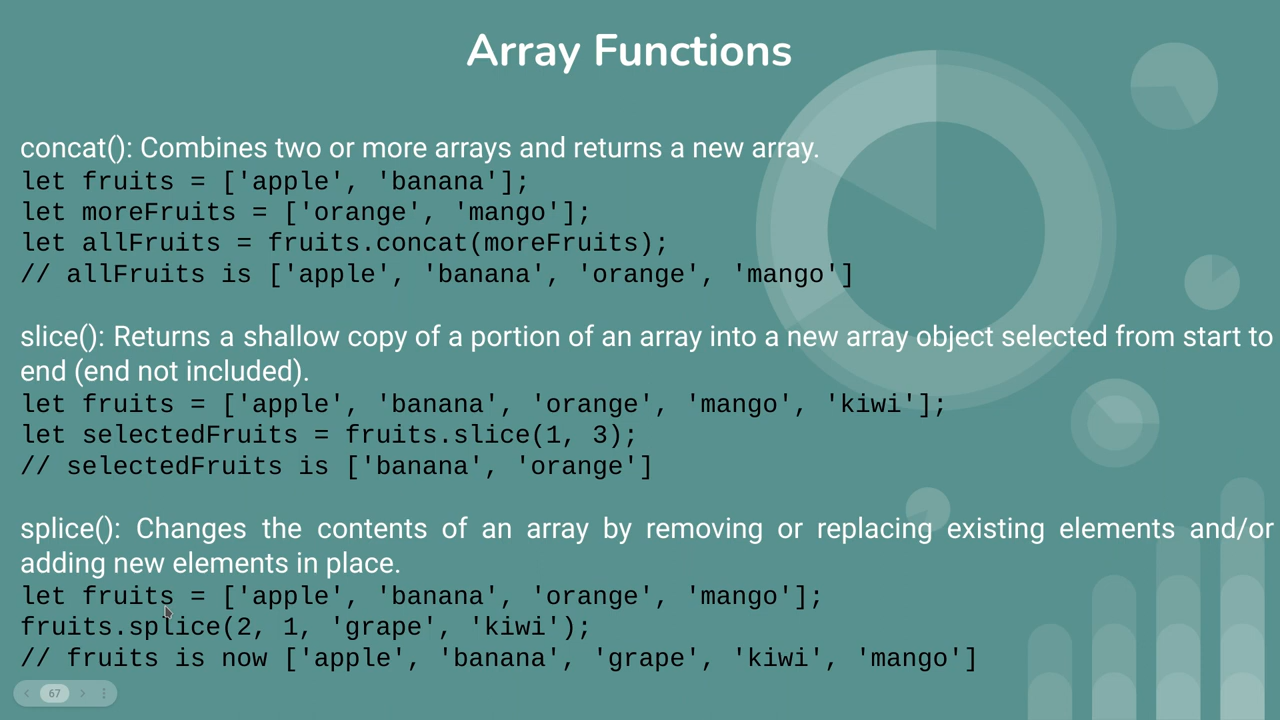 Array Functions
concat(): Combines two or more arrays and returns a new array.
let fruits = ['apple', 'banana'];
let moreFruits = ['orange', 'mango'];
let allFruits = fruits.concat(moreFruits);
// allFruits is ['apple', 'banana', 'orange', 'mango']
slice(): Returns a shallow copy of a portion of an array into a new array object selected from start to
end (end not included).
let fruits = ['apple', 'banana', 'orange', 'mango', 'kiwi'];
let selectedFruits = fruits.slice(1, 3);
// selectedFruits is ['banana', 'orange']
splice(): Changes the contents of an array by removing or replacing existing elements and/or
adding new elements in place.
let fruits = ['apple', 'banana', 'orange', 'mango'];
fruits.splice(2, 1, 'grape', 'kiwi');
// fruits is now ['apple', 'banana', 'grape', 'kiwi', 'mango']
67